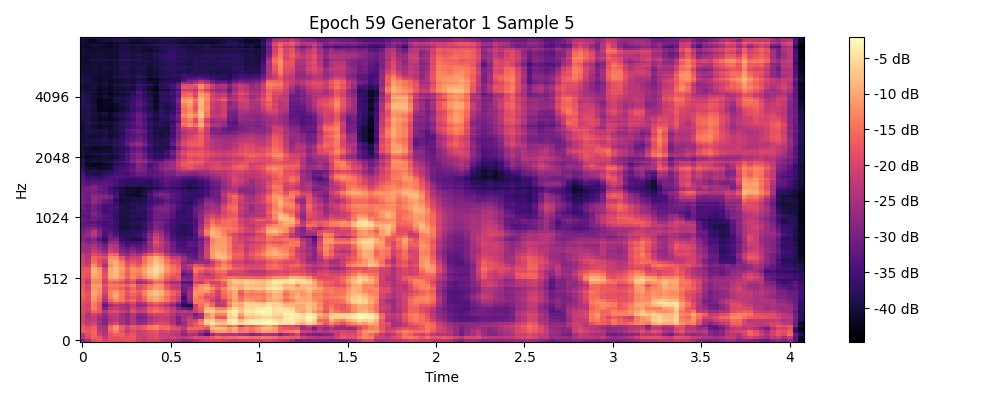 Epoch 59 Generator 1 Sample 5
Hz
4096
2048
1024
512
0
0 0.5 1 1.5 2 2.5 3 3.5 4
Time
-5 dB
-10 dB
-15 dB
-20 dB
-25 dB
-30 dB
-35 dB
-40 dB